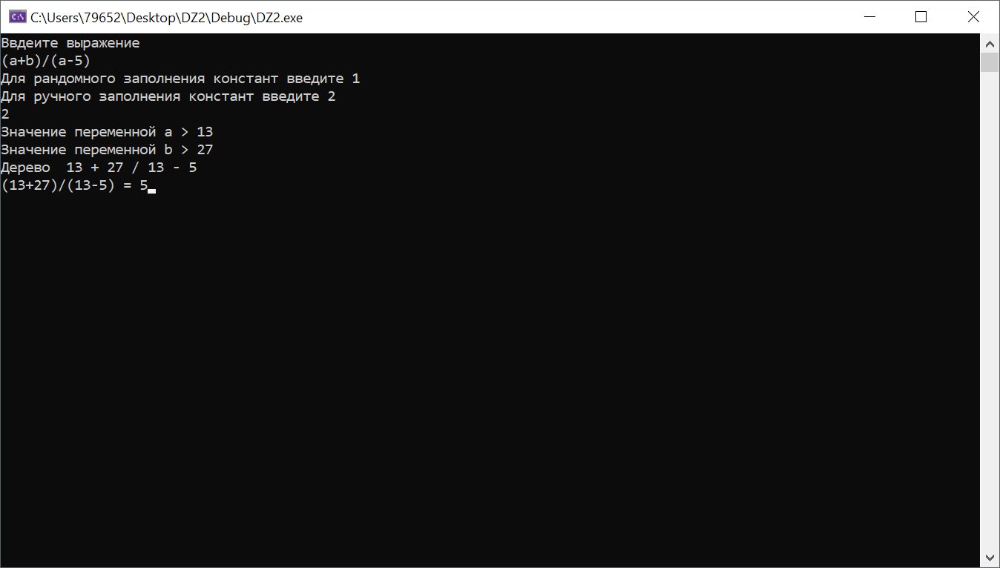 C:\Users\79652\Desktop\DZ2\Debug\DZ2.exe
Ввдеите выражение
(a+b)/(a-5)
Для рандомного заполнения констант введите 1
Для ручного заполнения констант введите 2
2
Значение переменной a > 13
Значение переменной b > 27
Дерево  13 + 27 / 13 - 5
(13+27)/(13-5) = 5